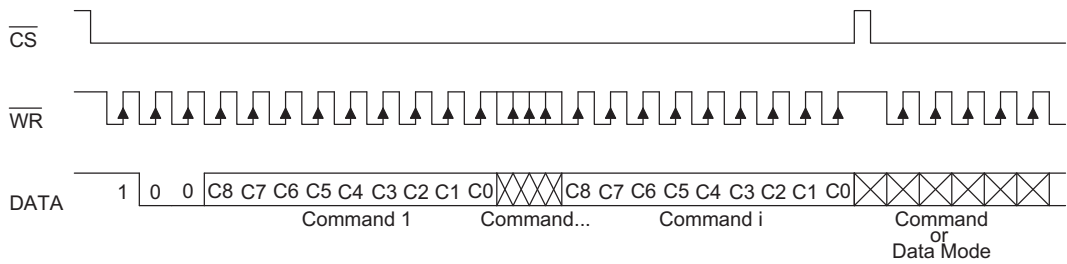 CS
WR
DATA
1 0 0 C8 C7 C6 C5 C4 C3 C2 C1 C0 C8 C7 C6 C5 C4 C3 C2 C1 C0
Command 1
Command...
Command i
Command
or
Data Mode